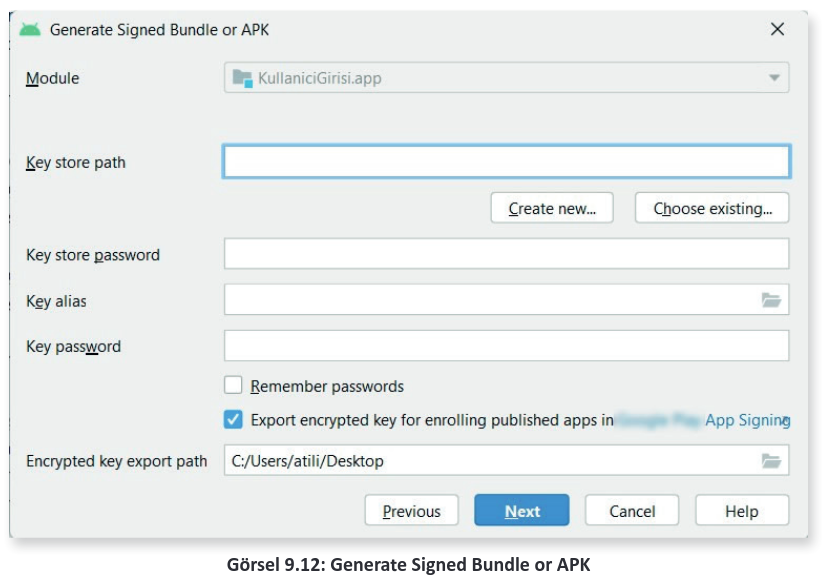 Generate Signed Bundle or APK
Module KullaniciGirisi.app
Key store path
Create new... Choose existing...
Key store password
Key alias
Key password
Remember passwords
Export encrypted key for enrolling published apps in App Signing
Encrypted key export path C:/Users/atili/Desktop
Previous Next Cancel Help
Görsel 9.12: Generate Signed Bundle or APK